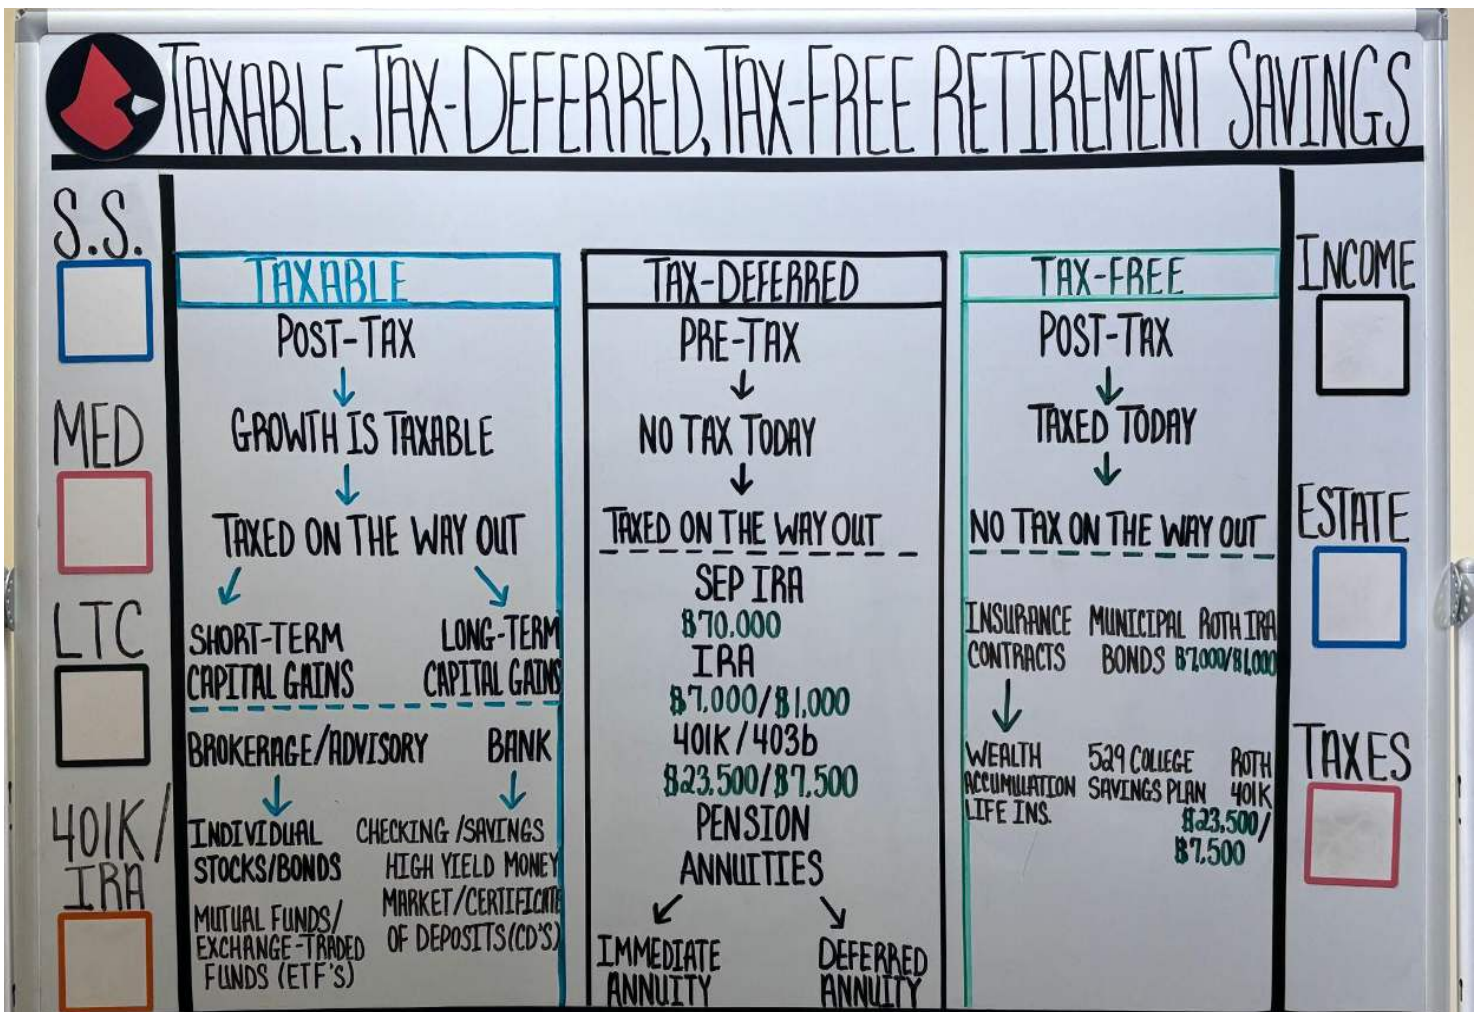 TAXABLE, TAX-DEFERRED, TAX-FREE RETIREMENT SAVINGS
S.S.
MED
LTC
401K/
IRA
TAXABLE
POST-TAX
GROWTH IS TAXABLE
TAXED ON THE WAY OUT
SHORT-TERM
CAPITAL GAINS
LONG-TERM
CAPITAL GAINS
BROKERAGE/ADVISORY
INDIVIDUAL
STOCKS/BONDS
MUTUAL FUNDS/
EXCHANGE-TRADED
FUNDS (ETF'S)
BANK
CHECKING/SAVINGS
HIGH YIELD MONEY
MARKET/CERTIFICATE
OF DEPOSITS(CD'S)
TAX-DEFERRED
PRE-TAX
NO TAX TODAY
TAXED ON THE WAY OUT
SEP IRA
$70.000
IRA
$7.000/$1,000
401K/403b
$23,500/$7,500
PENSION
ANNUITIES
IMMEDIATE
ANNUITY
DEFERRED
ANNUITY
TAX-FREE
POST-TAX
TAXED TODAY
NO TAX ON THE WAY OUT
INSURANCE
CONTRACTS
WEALTH
ACCUMULATION
LIFE INS.
MUNICIPAL
BONDS
529 COLLEGE
SAVINGS PLAN
ROTH IRA
$7,000/$1,000
ROTH
401K
$23,500/
$7,500
INCOME
ESTATE
TAXES